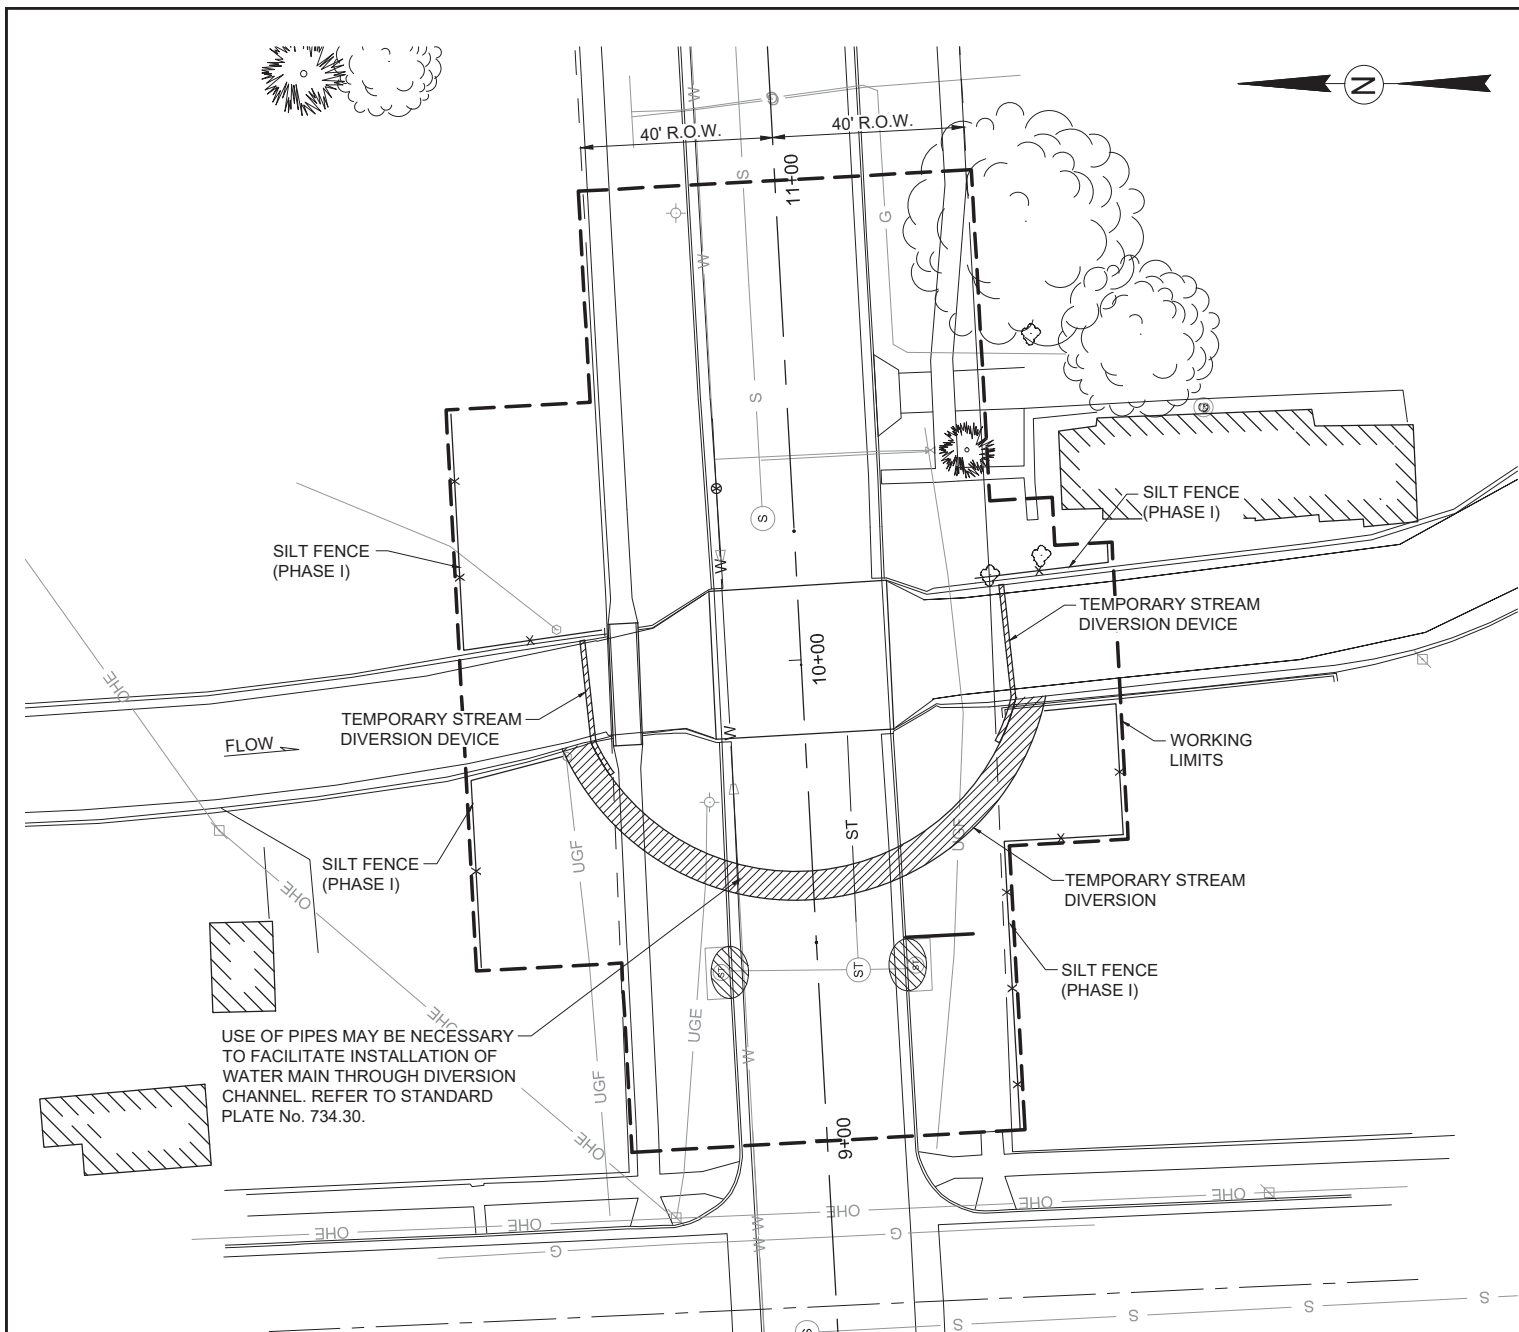 N
W
G
40' R.O.W.
40' R.O.W.
S
11+00
G
W
S
S
SILT FENCE
(PHASE I)
SILT FENCE
(PHASE I)
W
TEMPORARY STREAM
DIVERSION DEVICE
10+00
OHE
TEMPORARY STREAM
DIVERSION DEVICE
W
FLOW
WORKING
LIMITS
ST
UGF
UGF
SILT FENCE
(PHASE I)
OHE
TEMPORARY STREAM
DIVERSION
ST
ST
ST
SILT FENCE
(PHASE I)
OHE
UGE
USE OF PIPES MAY BE NECESSARY
TO FACILITATE INSTALLATION OF
WATER MAIN THROUGH DIVERSION
CHANNEL. REFER TO STANDARD
PLATE No. 734.30.
W
UGF
OHE
9+00
OHE
OHE
OHE
OHE
OHE
W
W
G
G
S
S
S
S
S